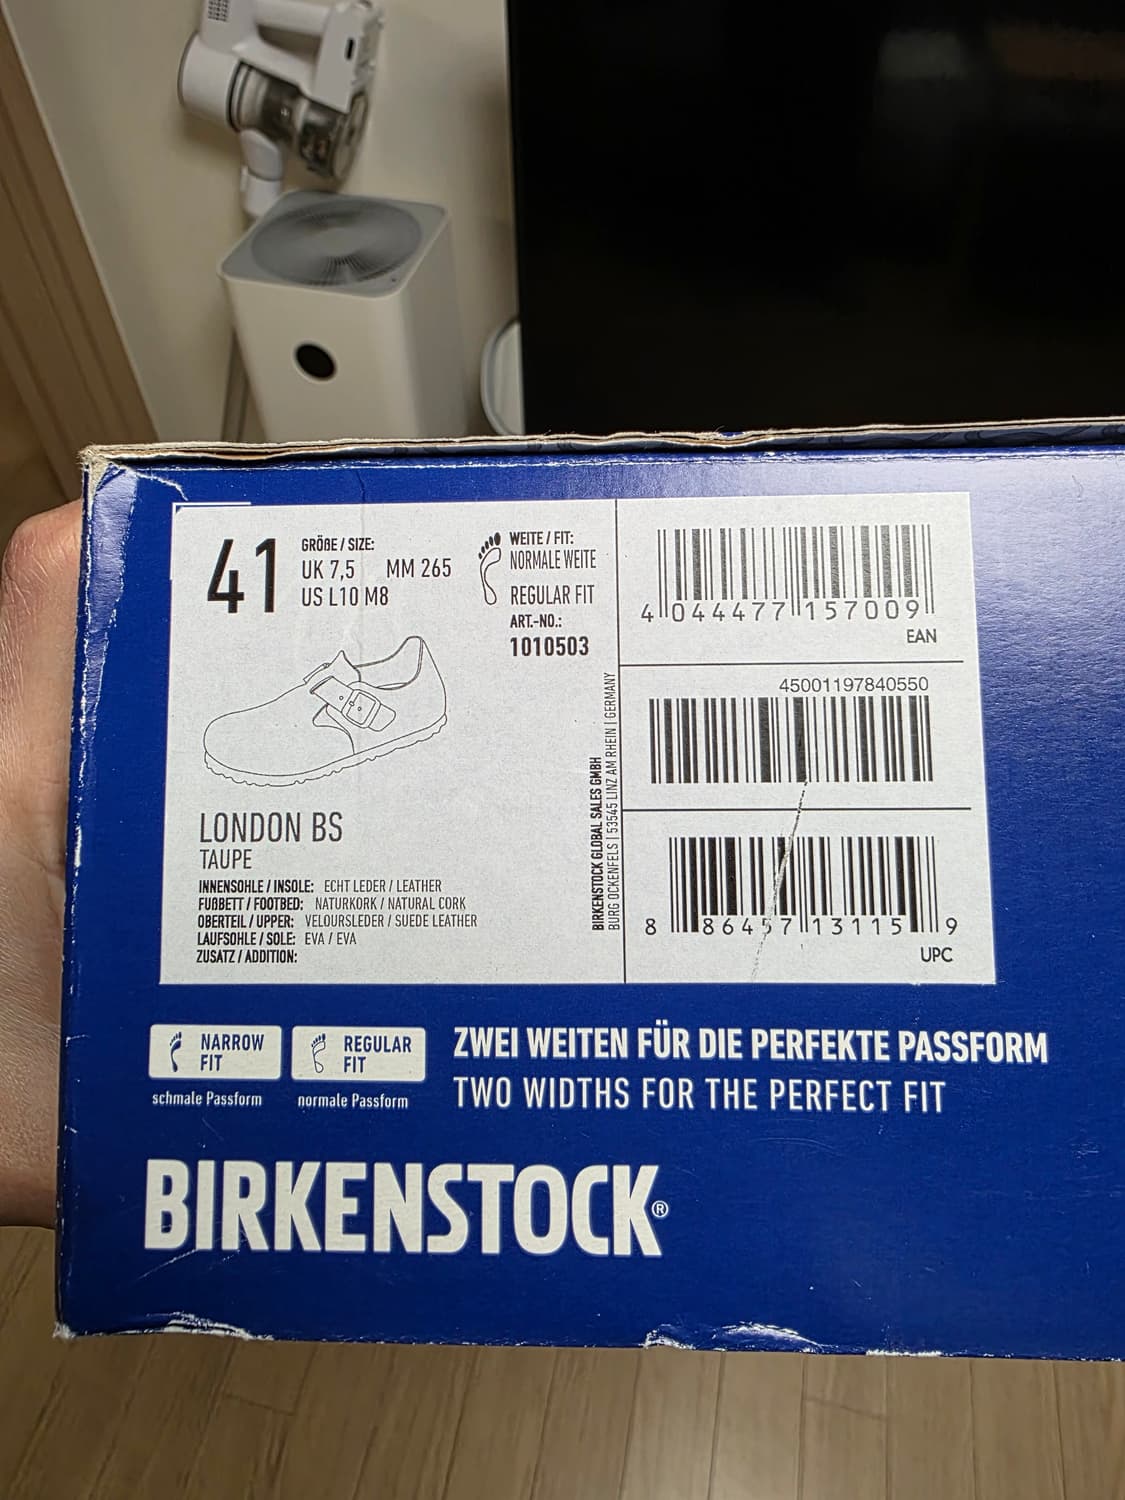 41
GRÖẞE / SIZE:
UK 7,5 MM 265
US L10 M8
WEITE / FIT:
NORMALE WEITE
REGULAR FIT
ART.-NO.:
1010503
4 044477 157009
EAN
45001197840550
8 86457 13115 9
UPC
BIRKENSTOCK GLOBAL SALES GMBH
BURG OCKENFELS | 53545 LINZ AM RHEIN | GERMANY
LONDON BS
TAUPE
INNENSOHLE / INSOLE: ECHT LEDER / LEATHER
FUẞBETT / FOOTBED: NATURKORK / NATURAL CORK
OBERTEIL / UPPER: VELOURSLEDER / SUEDE LEATHER
LAUFSOHLE / SOLE: EVA / EVA
ZUSATZ / ADDITION:
NARROW FIT
schmale Passform
REGULAR FIT
normale Passform
ZWEI WEITEN FÜR DIE PERFEKTE PASSFORM
TWO WIDTHS FOR THE PERFECT FIT
BIRKENSTOCK®